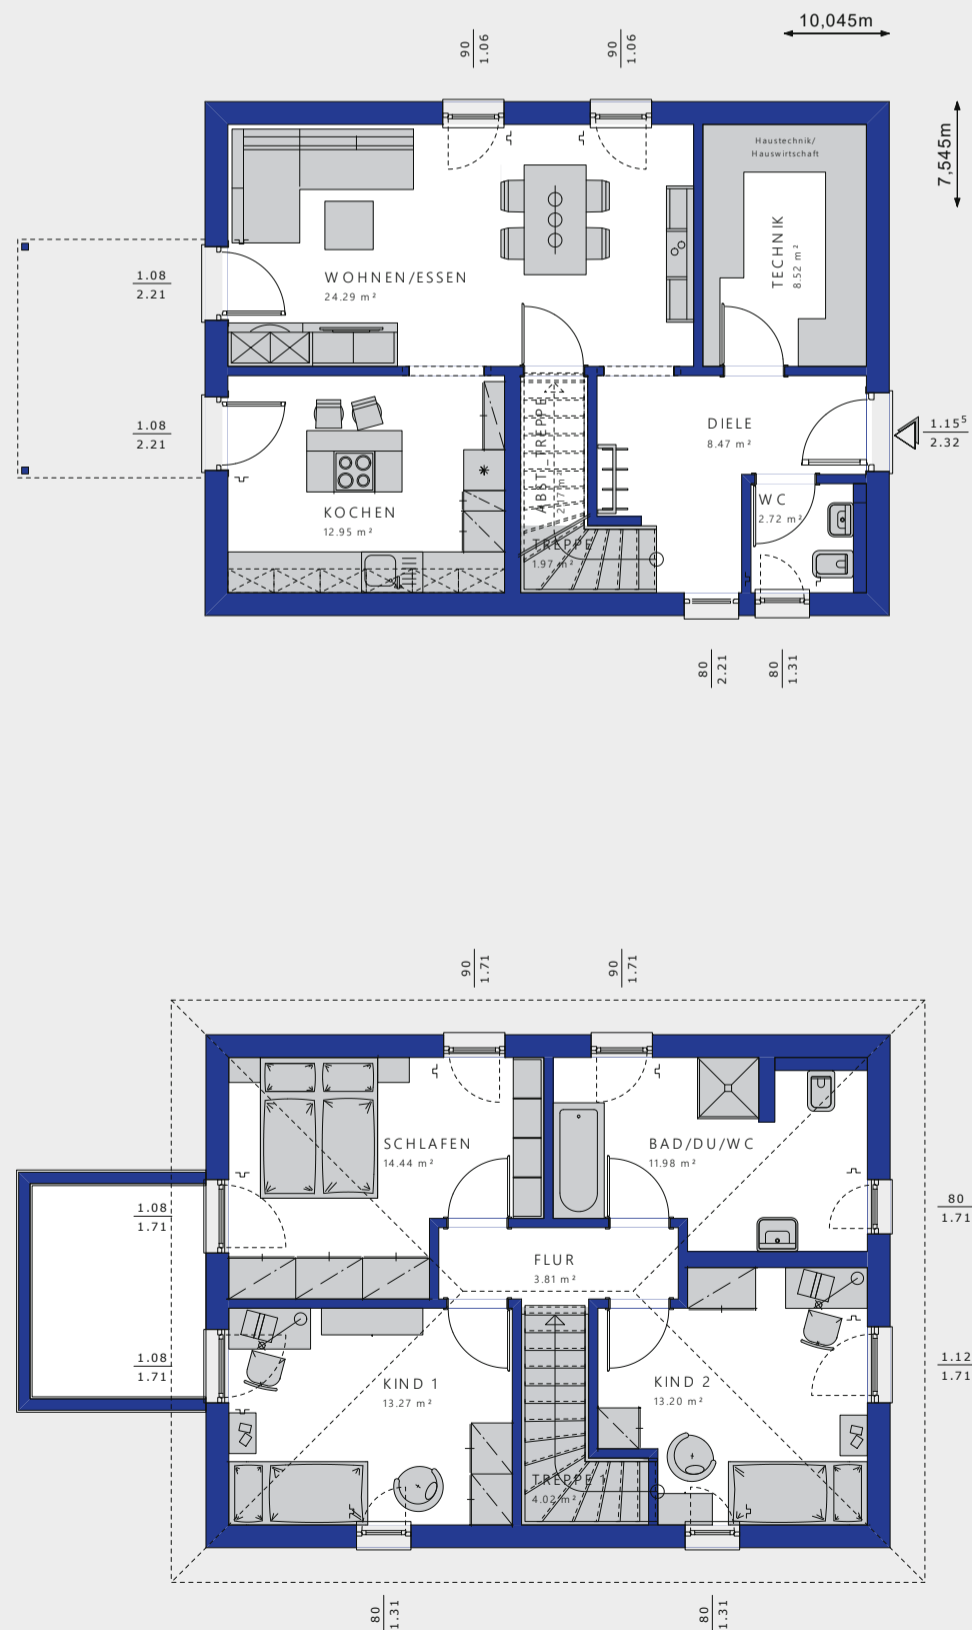 10,045m
90
1.06
90
1.06
7,545m
Haustechnik/
Hauswirtschaft
TECHNIK
8.52 m²
WOHNEN/ESSEN
24.29 m²
1.08
2.21
1.08
2.21
DIELE
8.47 m²
1.15⁵
2.32
ABST-TREPPE
WC
2.72 m²
KOCHEN
12.95 m²
TREPPE
1.97 m²
80
2.21
80
1.31
90
1.71
90
1.71
SCHLAFEN
14.44 m²
BAD/DU/WC
11.98 m²
1.08
1.71
80
1.71
FLUR
3.81 m²
1.08
1.71
1.12
1.71
KIND 1
13.27 m²
KIND 2
13.20 m²
TREPPE 1
4.02 m²
80
1.31
80
1.31